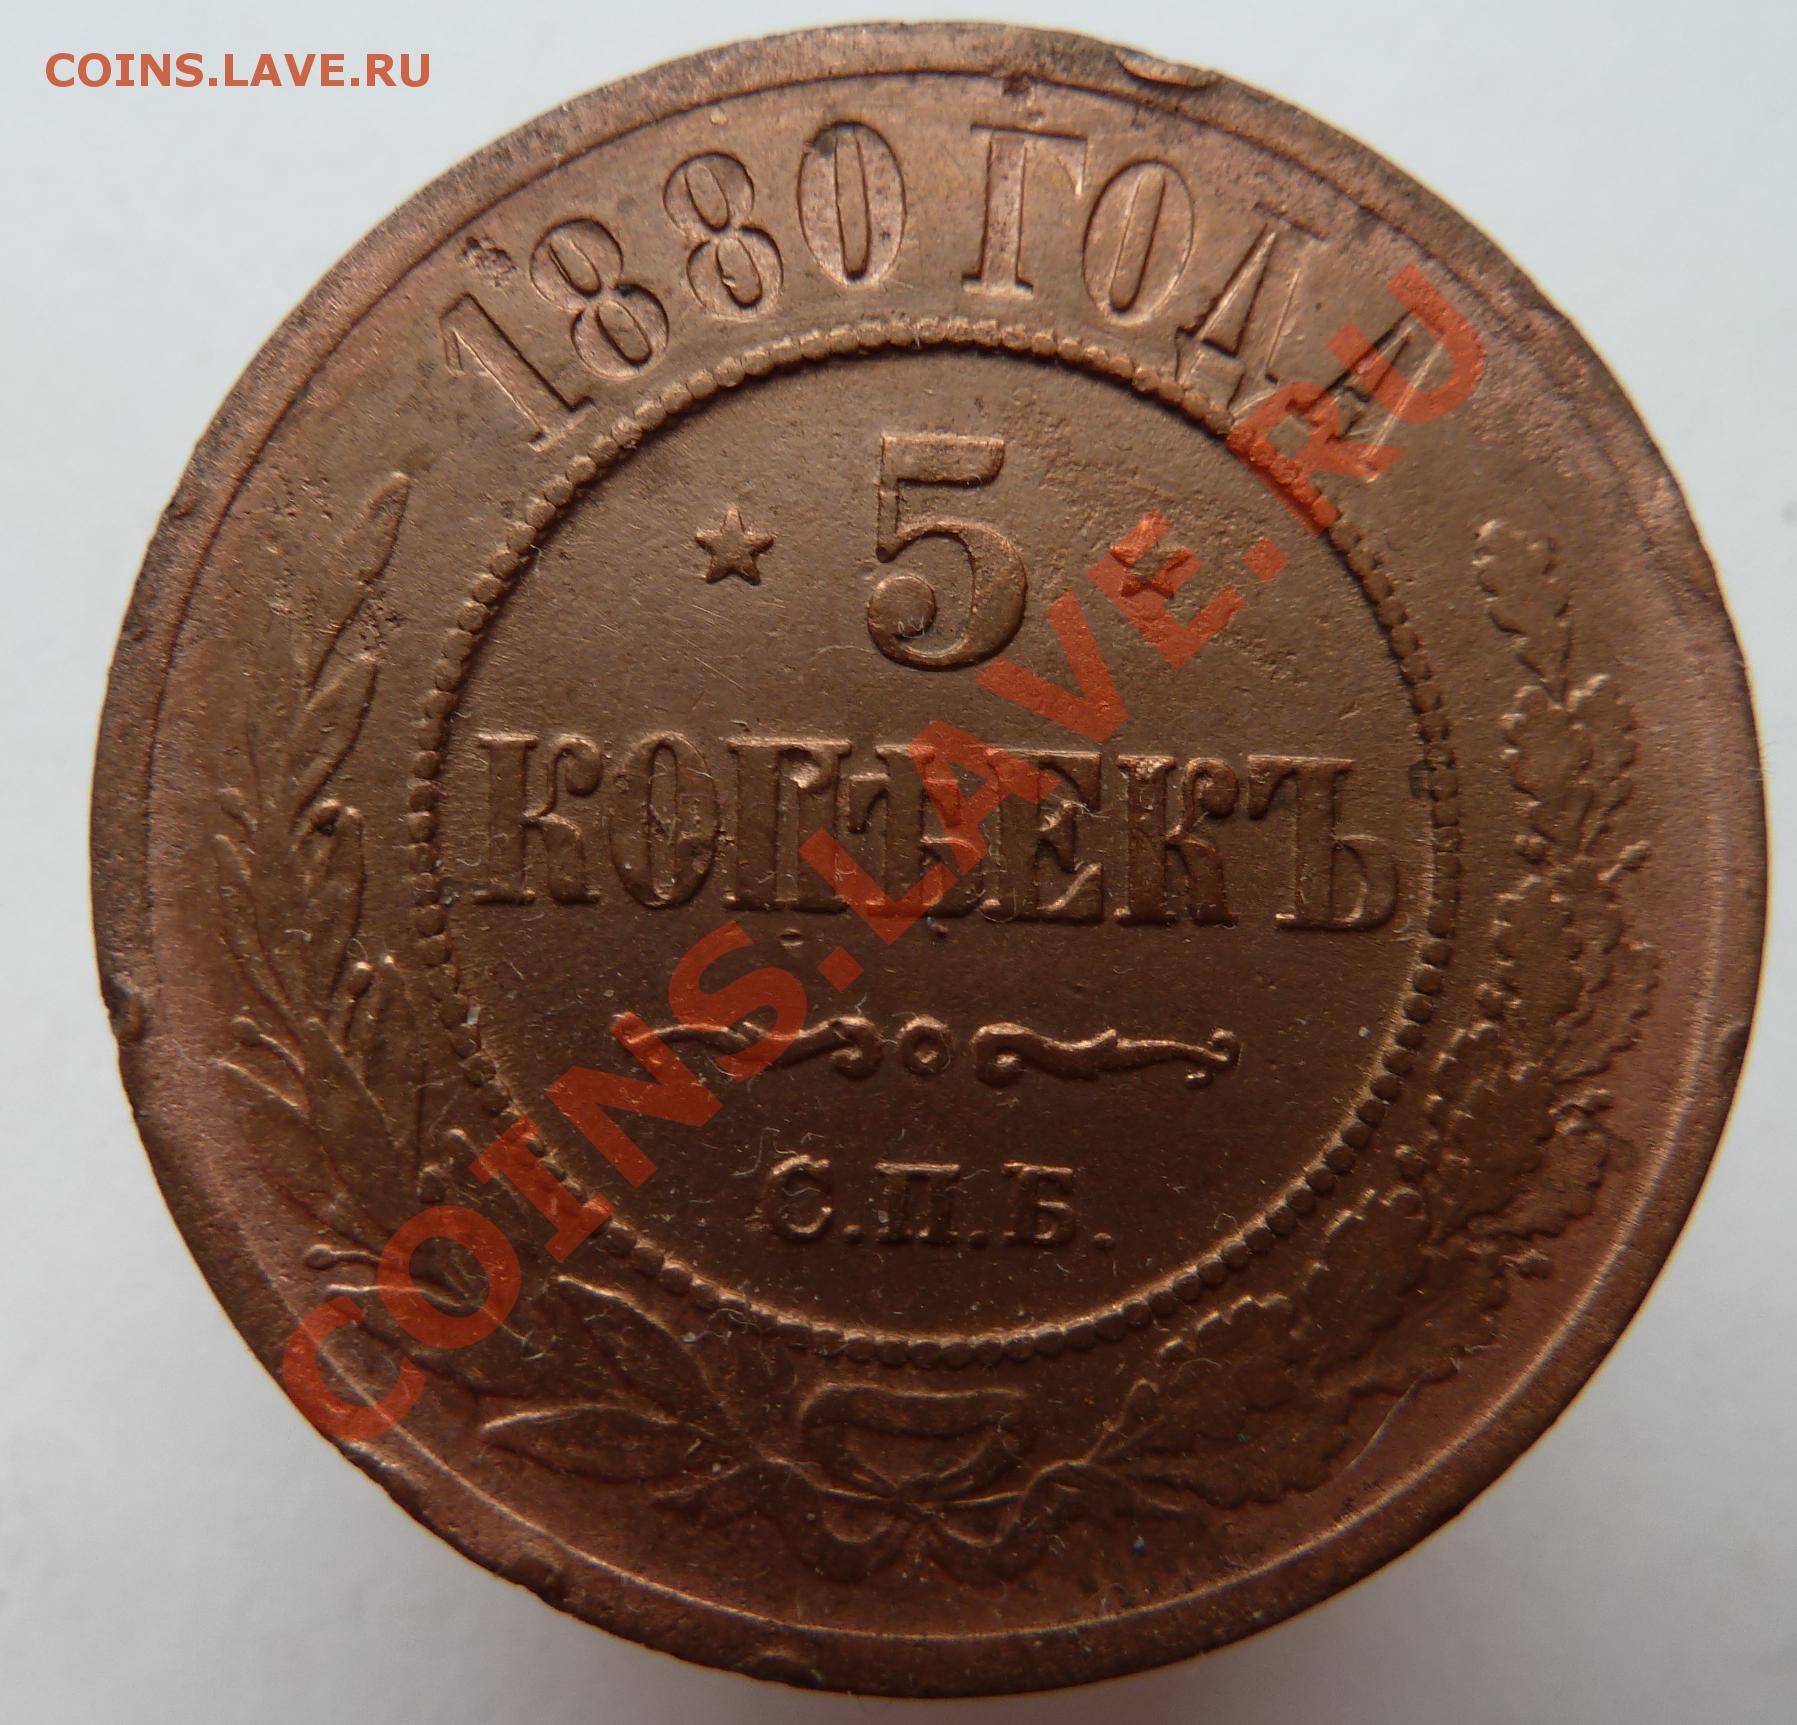 COINS.LAVE.RU
1880 ГОДА
5
КОПѢЕКЪ
С.П.Б.
COINS.LAVE.RU